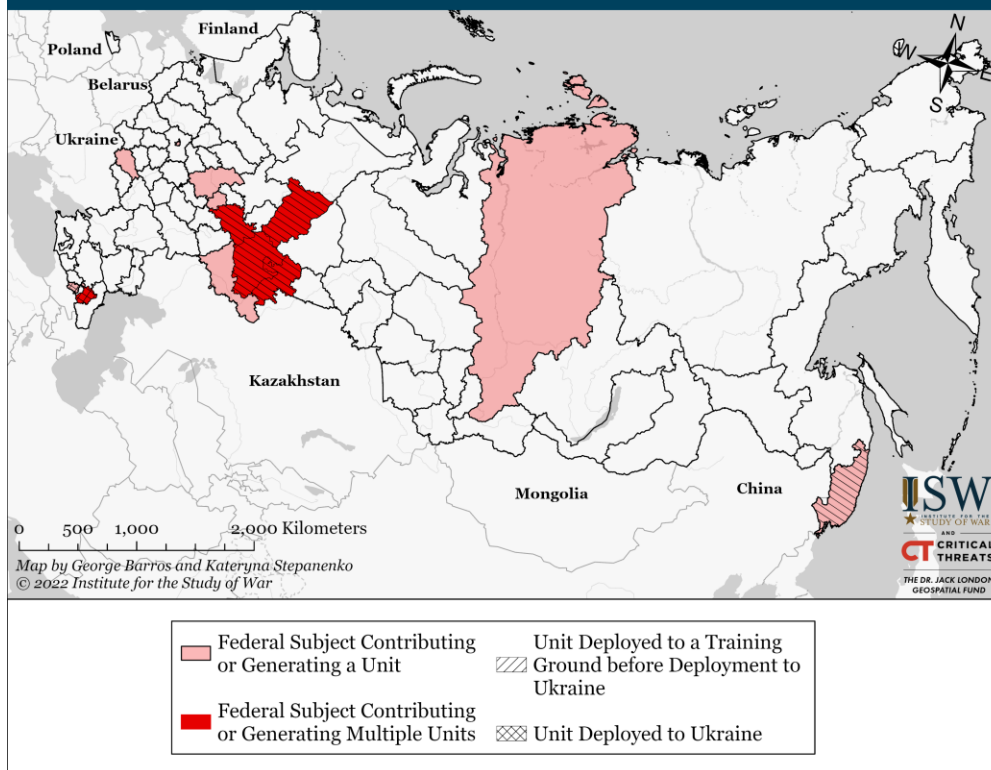 N
Finland
Poland
W
E
Belarus
S
Ukraine
Kazakhstan
Mongolia
China
ISW
INSTITUTE FOR THE
STUDY OF WAR
AND
CT CRITICAL
THREATS
THE DR. JACK LONDON
GEOSPATIAL FUND
0 500 1,000 2,000 Kilometers
Map by George Barros and Kateryna Stepanenko
© 2022 Institute for the Study of War
Federal Subject Contributing
or Generating a Unit
Unit Deployed to a Training
Ground before Deployment to
Ukraine
Federal Subject Contributing
or Generating Multiple Units
Unit Deployed to Ukraine